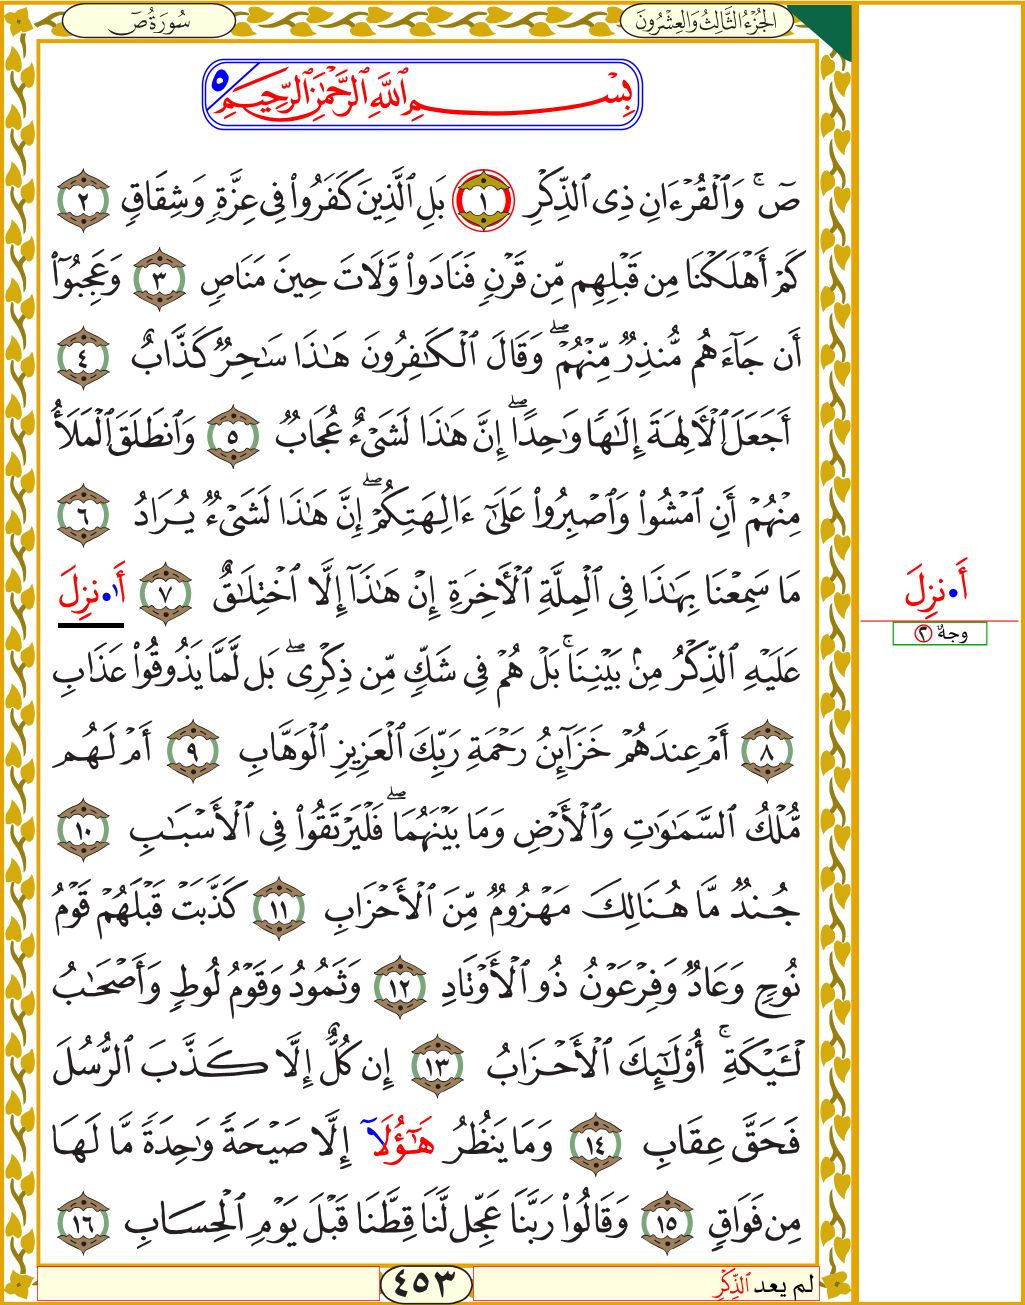 سُورَةُ صٓ
الجُزْءُ الثَّالِثُ وَالعِشْرُونَ
بِسْمِ ٱللَّهِ ٱلرَّحْمَٰنِ ٱلرَّحِيمِ ٥
صٓۚ وَٱلْقُرْءَانِ ذِى ٱلذِّكْرِ ١ بَلِ ٱلَّذِينَ كَفَرُوا۟ فِى عِزَّةٍ وَشِقَاقٍ ٢
كَمْ أَهْلَكْنَا مِن قَبْلِهِم مِّن قَرْنٍ فَنَادَوا۟ وَّلَاتَ حِينَ مَنَاصٍ ٣ وَعَجِبُوٓا۟
أَن جَآءَهُم مُّنذِرٌ مِّنْهُمْۖ وَقَالَ ٱلْكَٰفِرُونَ هَٰذَا سَٰحِرٌ كَذَّابٌ ٤
أَجَعَلَ ٱلْأَلِهَةَ إِلَٰهًا وَٰحِدًاۖ إِنَّ هَٰذَا لَشَىْءٌ عُجَابٌ ٥ وَٱنطَلَقَ ٱلْمَلَأُ
مِنْهُمْ أَنِ ٱمْشُوا۟ وَٱصْبِرُوا۟ عَلَىٰٓ ءَالِهَتِكُمْۖ إِنَّ هَٰذَا لَشَىْءٌ يُرَادُ ٦
مَا سَمِعْنَا بِهَٰذَا فِى ٱلْمِلَّةِ ٱلْأَخِرَةِ إِنْ هَٰذَآ إِلَّا ٱخْتِلَٰقٌ ٧ أَ•نزِلَ
عَلَيْهِ ٱلذِّكْرُ مِنۢ بَيْنِنَاۚ بَلْ هُمْ فِى شَكٍّ مِّن ذِكْرِىۖ بَل لَّمَّا يَذُوقُوا۟ عَذَابِ
٨ أَمْ عِندَهُمْ خَزَآئِنُ رَحْمَةِ رَبِّكَ ٱلْعَزِيزِ ٱلْوَهَّابِ ٩ أَمْ لَهُم
مُّلْكُ ٱلسَّمَٰوَٰتِ وَٱلْأَرْضِ وَمَا بَيْنَهُمَاۖ فَلْيَرْتَقُوا۟ فِى ٱلْأَسْبَٰبِ ١٠
جُندٌ مَّا هُنَالِكَ مَهْزُومٌ مِّنَ ٱلْأَحْزَابِ ١١ كَذَّبَتْ قَبْلَهُمْ قَوْمُ
نُوحٍ وَعَادٌ وَفِرْعَوْنُ ذُو ٱلْأَوْتَادِ ١٢ وَثَمُودُ وَقَوْمُ لُوطٍ وَأَصْحَٰبُ
لَْٔيْكَةِۚ أُو۟لَٰٓئِكَ ٱلْأَحْزَابُ ١٣ إِن كُلٌّ إِلَّا كَذَّبَ ٱلرُّسُلَ
فَحَقَّ عِقَابِ ١٤ وَمَا يَنظُرُ هَٰٓؤُلَآ إِلَّا صَيْحَةً وَٰحِدَةً مَّا لَهَا
مِن فَوَاقٍ ١٥ وَقَالُوا۟ رَبَّنَا عَجِّل لَّنَا قِطَّنَا قَبْلَ يَوْمِ ٱلْحِسَابِ ١٦
أَ•نزِلَ
وجهٌ ٢
٤٥٣
لم يعد ٱلذِّكْرِ